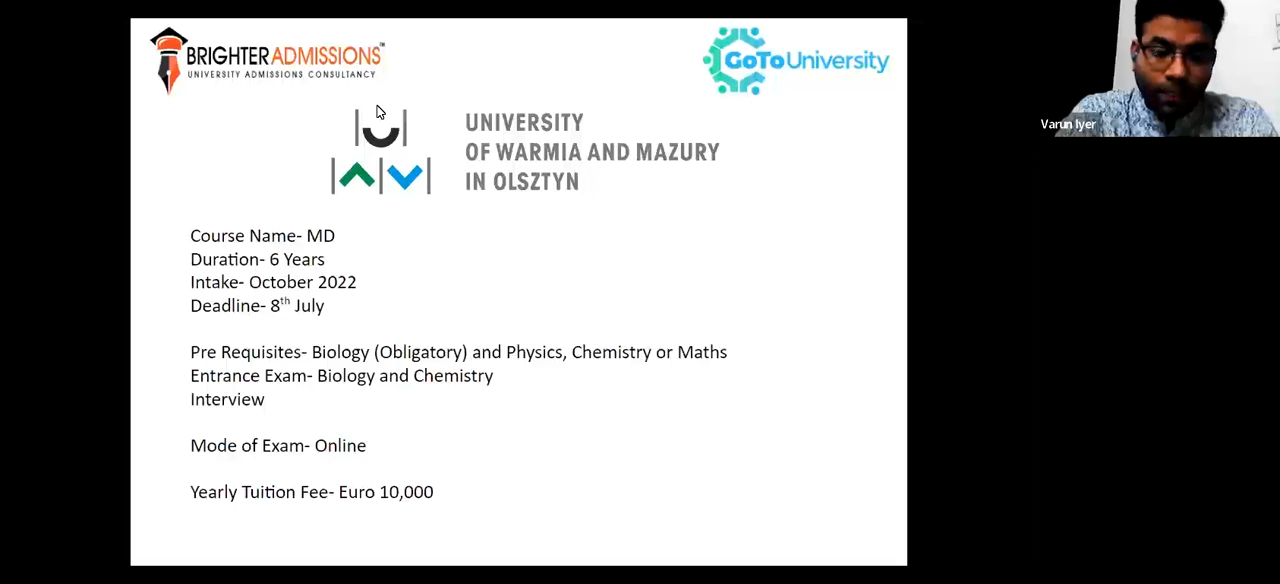 BRIGHTER ADMISSIONS™
UNIVERSITY ADMISSIONS CONSULTANCY
GoToUniversity
Varun Iyer
UNIVERSITY
OF WARMIA AND MAZURY
IN OLSZTYN
Course Name- MD
Duration- 6 Years
Intake- October 2022
Deadline- 8th July
Pre Requisites- Biology (Obligatory) and Physics, Chemistry or Maths
Entrance Exam- Biology and Chemistry
Interview
Mode of Exam- Online
Yearly Tuition Fee- Euro 10,000